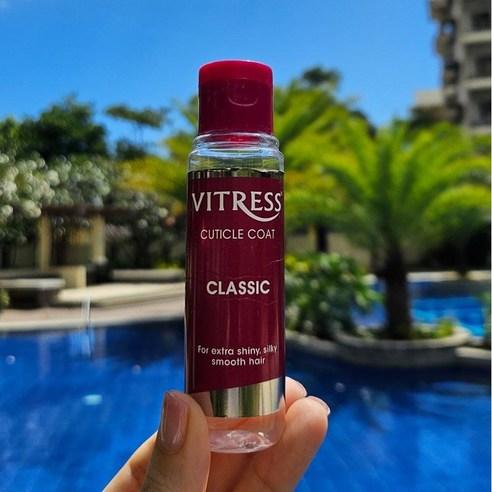 VITRESS
CUTICLE COAT
CLASSIC
For extra shiny, silky
smooth hair